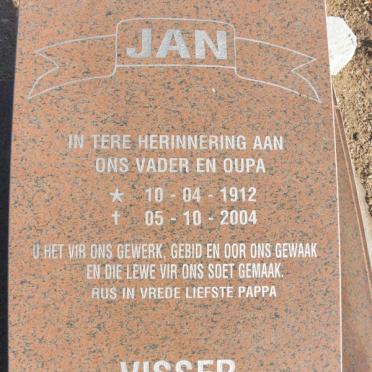 JAN
IN TERE HERINNERING AAN
ONS VADER EN OUPA
★ 10 - 04 - 1912
† 05 - 10 - 2004
U HET VIR ONS GEWERK, GEBID EN OOR ONS GEWAAK
EN DIE LEWE VIR ONS SOET GEMAAK.
RUS IN VREDE LIEFSTE PAPPA
VISSER